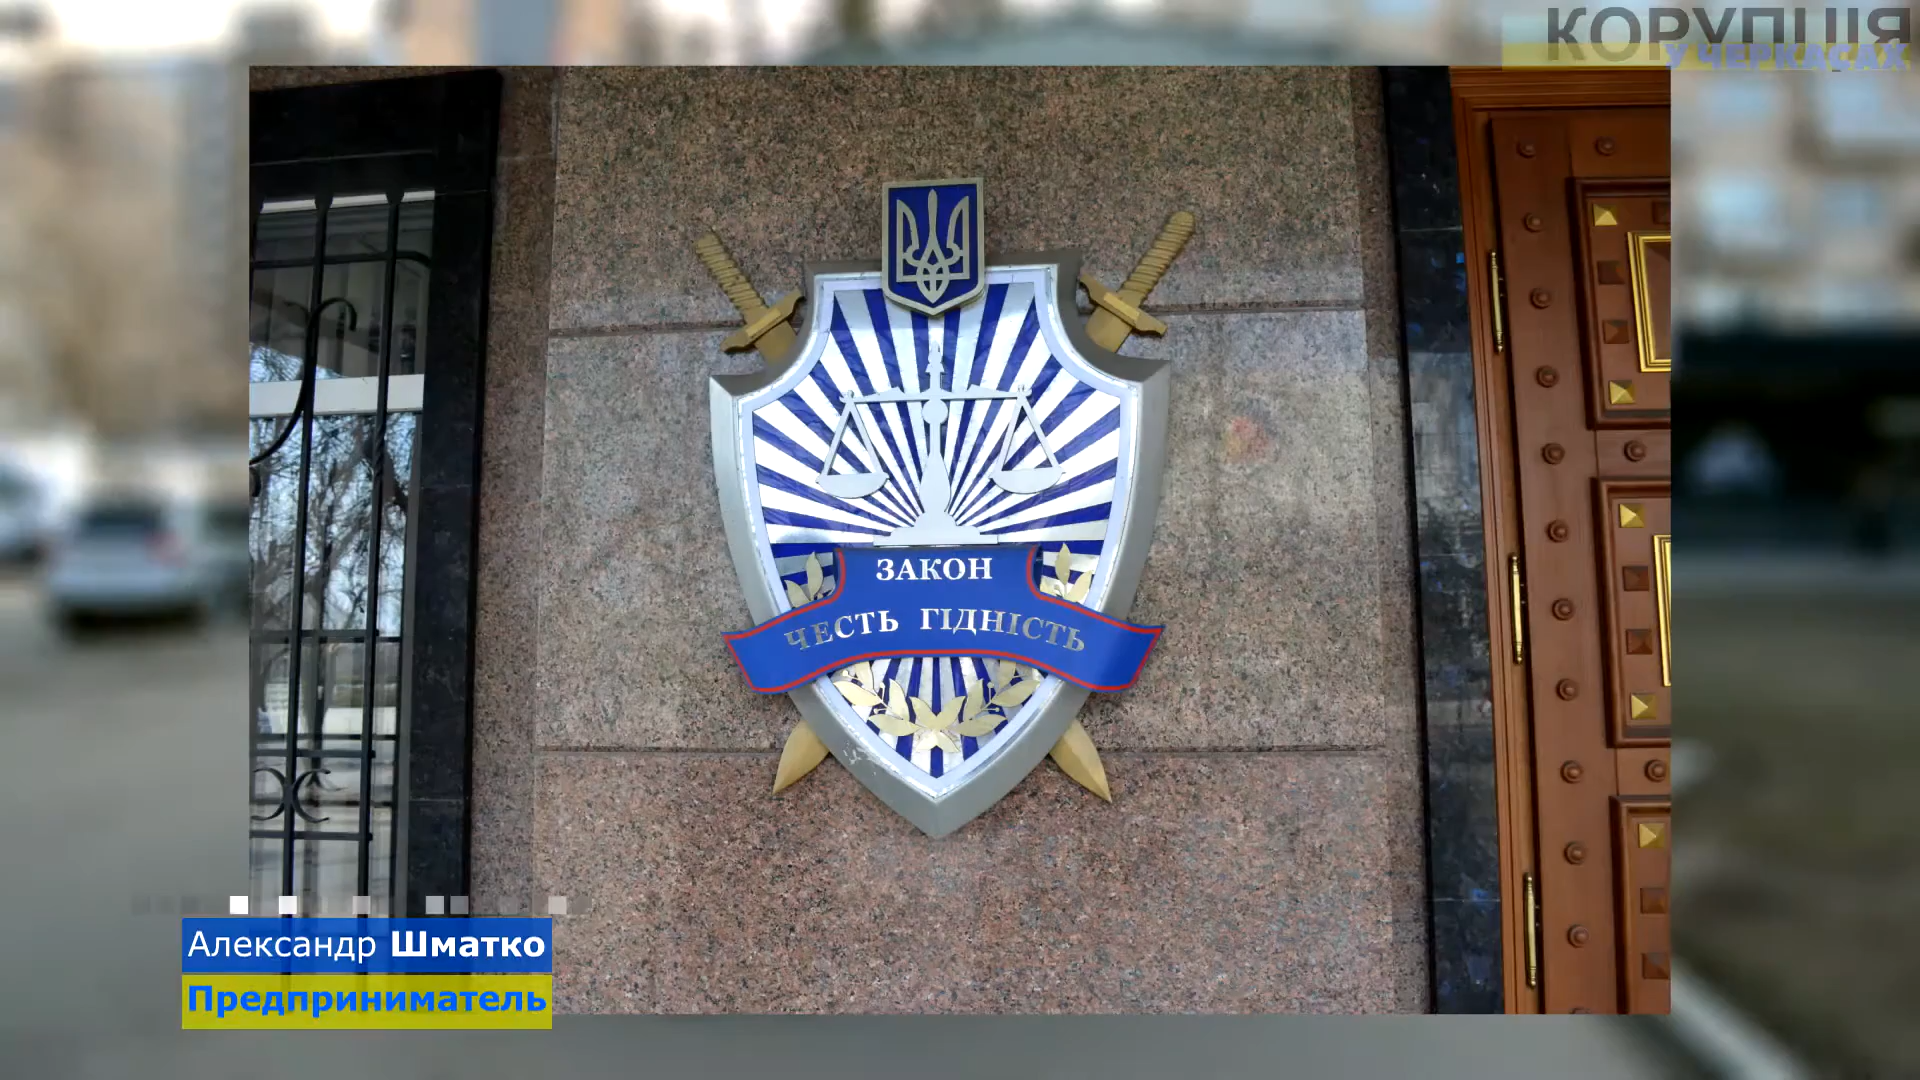 КОРУПЦІЯ
У ЧЕРКАСАХ
ЗАКОН
ЧЕСТЬ ГІДНІСТЬ
Александр Шматко
Предприниматель